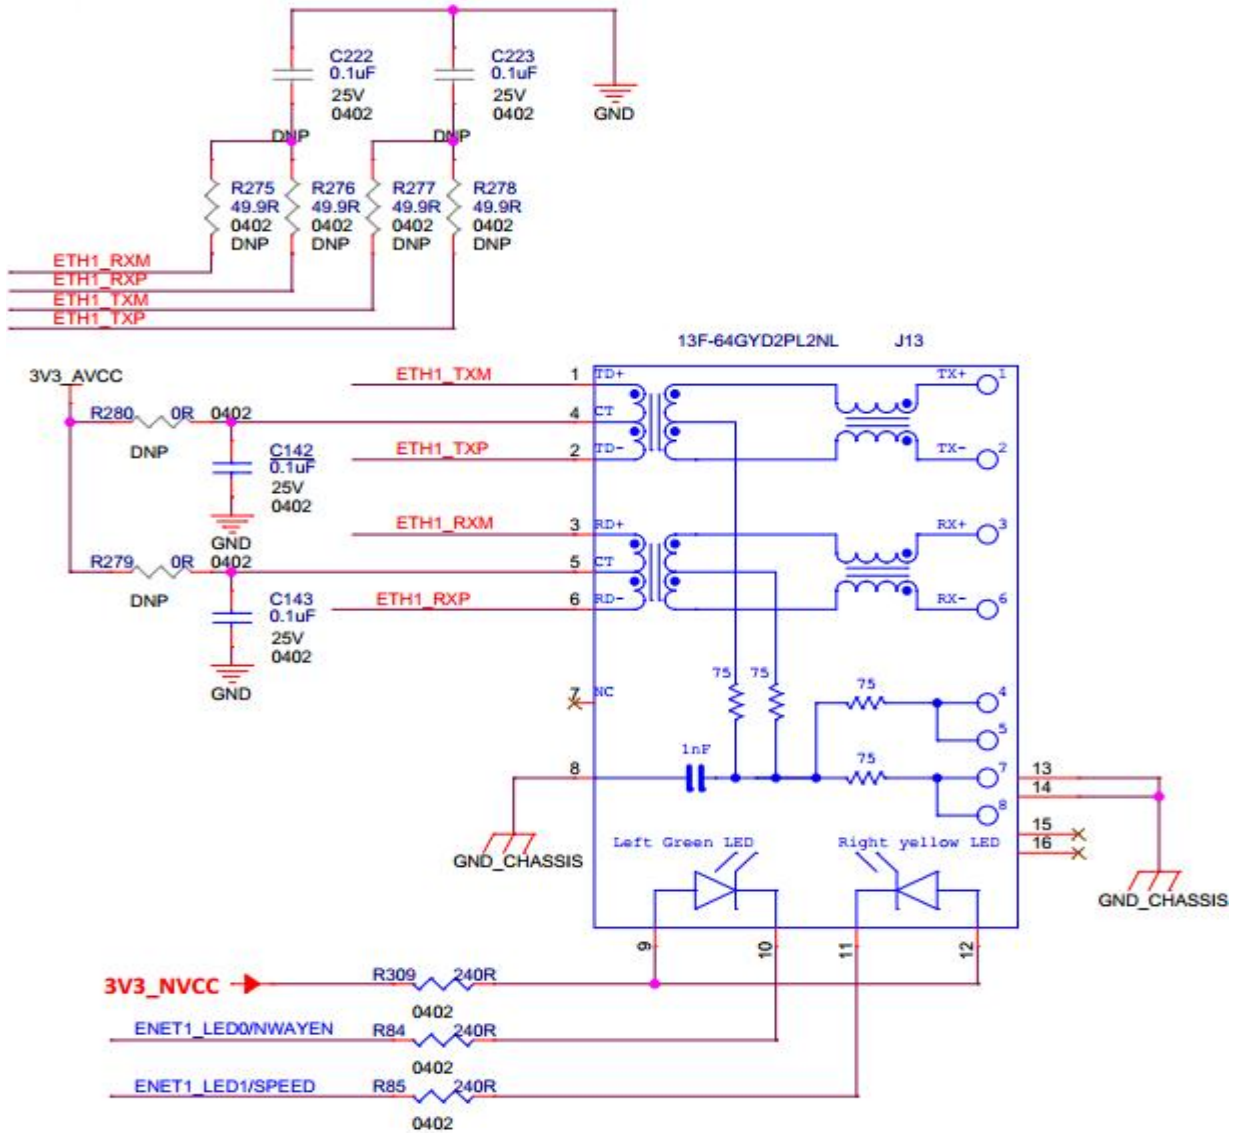 C222
0.1uF
25V
0402
DNP
C223
0.1uF
25V
0402
DNP
GND
R275
49.9R
0402
DNP
R276
49.9R
0402
DNP
R277
49.9R
0402
DNP
R278
49.9R
0402
DNP
ETH1_RXM
ETH1_RXP
ETH1_TXM
ETH1_TXP
13F-64GYD2PL2NL J13
3V3_AVCC
R280 0R 0402
DNP
C142
0.1uF
25V
0402
GND
R279 0R 0402
DNP
C143
0.1uF
25V
0402
GND
ETH1_TXM 1 TD+ TX+ 1
4 CT
ETH1_TXP 2 TD- TX- 2
ETH1_RXM 3 RD+ RX+ 3
5 CT
ETH1_RXP 6 RD- RX- 6
75 75
7 NC
75 4
5
1nF
8 75 7
8
13
14
15
16
GND_CHASSIS
Left Green LED
Right yellow LED
GND_CHASSIS
9 10 11 12
3V3_NVCC R309 240R
0402
ENET1_LED0/NWAYEN R84 240R
0402
ENET1_LED1/SPEED R85 240R
0402